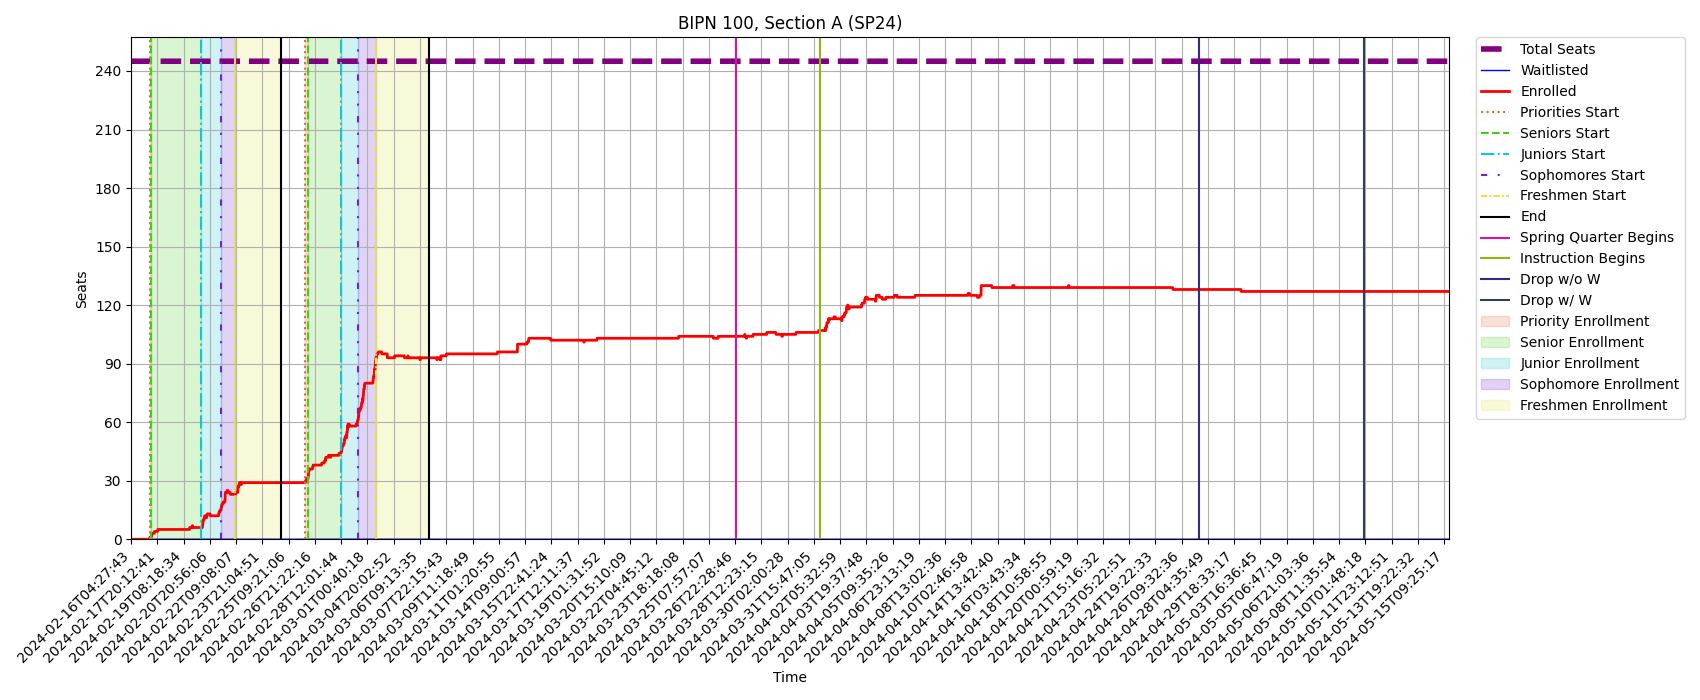 BIPN 100, Section A (SP24)
Total Seats
Waitlisted
Enrolled
Priorities Start
Seniors Start
Juniors Start
Sophomores Start
Freshmen Start
End
Spring Quarter Begins
Instruction Begins
Drop w/o W
Drop w/ W
Priority Enrollment
Senior Enrollment
Junior Enrollment
Sophomore Enrollment
Freshmen Enrollment
Seats
240
210
180
150
120
90
60
30
0
2024-02-16T04:27:43
2024-02-17T20:12:41
2024-02-19T08:18:34
2024-02-20T20:56:06
2024-02-22T09:08:07
2024-02-23T21:04:51
2024-02-25T09:21:06
2024-02-26T21:22:16
2024-02-28T12:01:44
2024-03-01T00:40:18
2024-03-04T20:02:52
2024-03-06T09:13:35
2024-03-07T22:15:43
2024-03-09T11:18:49
2024-03-11T01:20:55
2024-03-14T09:00:57
2024-03-15T22:41:24
2024-03-17T12:11:37
2024-03-19T01:31:52
2024-03-20T15:10:09
2024-03-22T04:45:12
2024-03-23T18:18:08
2024-03-25T07:57:07
2024-03-26T22:28:46
2024-03-28T12:23:15
2024-03-30T02:00:28
2024-03-31T15:47:05
2024-04-02T05:32:59
2024-04-03T19:37:48
2024-04-05T09:35:26
2024-04-06T23:13:19
2024-04-08T13:02:36
2024-04-10T02:46:58
2024-04-14T13:42:40
2024-04-16T03:43:34
2024-04-18T10:58:55
2024-04-20T00:59:19
2024-04-21T15:16:32
2024-04-23T05:22:51
2024-04-24T19:22:33
2024-04-26T09:32:36
2024-04-28T04:35:49
2024-04-29T18:33:17
2024-05-03T16:36:45
2024-05-05T06:47:19
2024-05-06T21:03:36
2024-05-08T11:35:54
2024-05-10T01:48:18
2024-05-11T23:12:51
2024-05-13T19:22:32
2024-05-15T09:25:17
Time